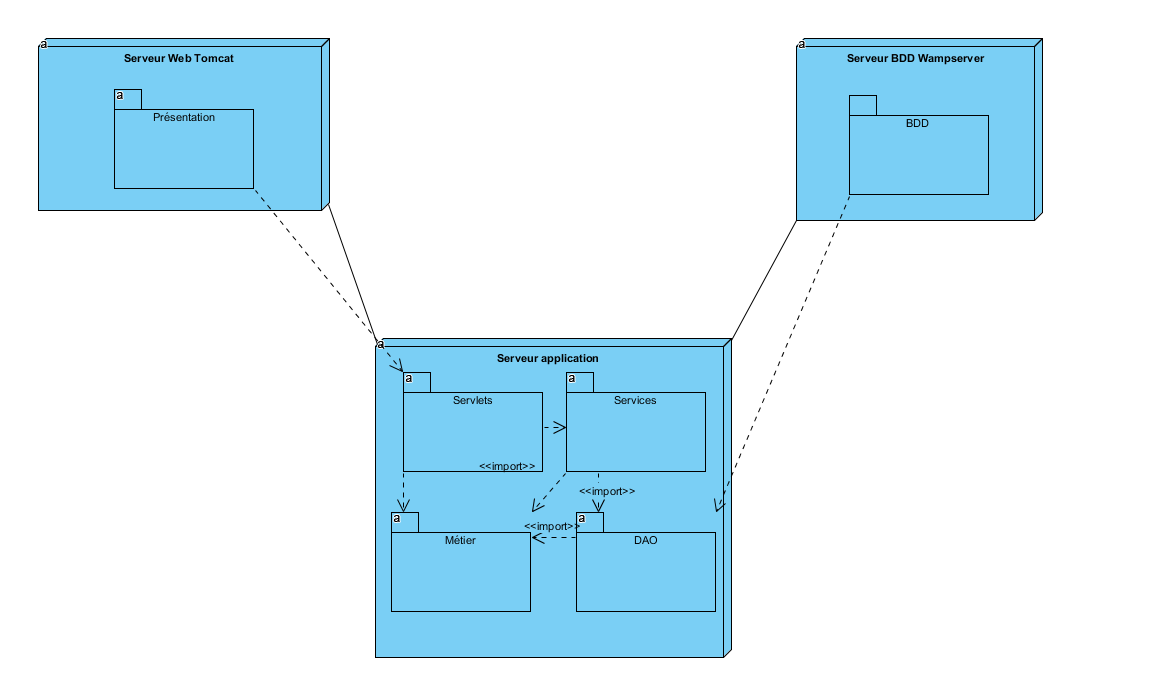 a
Serveur Web Tomcat
a
Présentation
a
Serveur BDD Wampserver
BDD
a
Serveur application
a
Servlets
a
Services
<<import>>
<<import>>
<<import>>
a
Métier
a
DAO